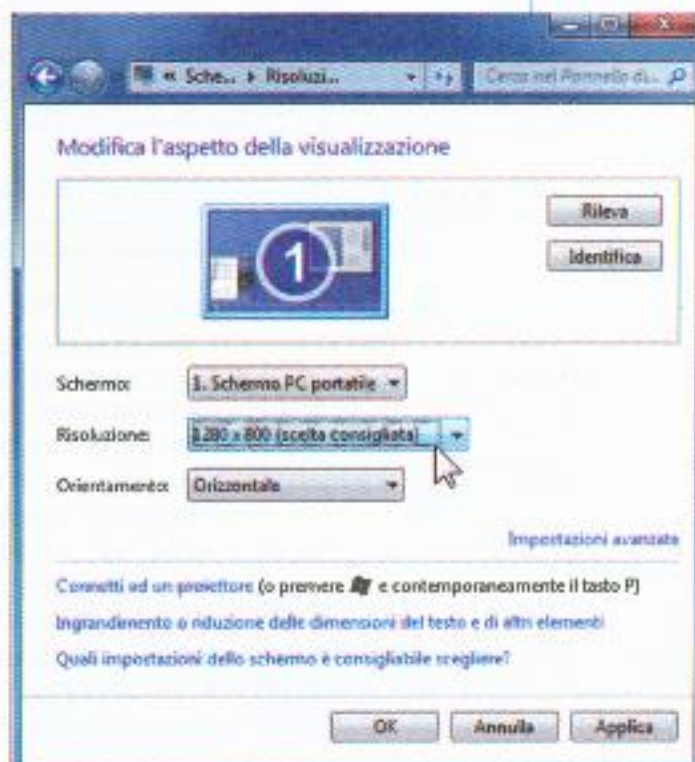 « Sche... ▸ Risoluzi...
Cerca nel Pannello di...
Modifica l'aspetto della visualizzazione
1
Rileva
Identifica
Schermo: 1. Schermo PC portatile
Risoluzione: 1280 x 800 (scelta consigliata)
Orientamento: Orizzontale
Impostazioni avanzate
Connetti ad un proiettore (o premere e contemporaneamente il tasto P)
Ingrandimento o riduzione delle dimensioni del testo e di altri elementi
Quali impostazioni dello schermo è consigliabile scegliere?
OK Annulla Applica